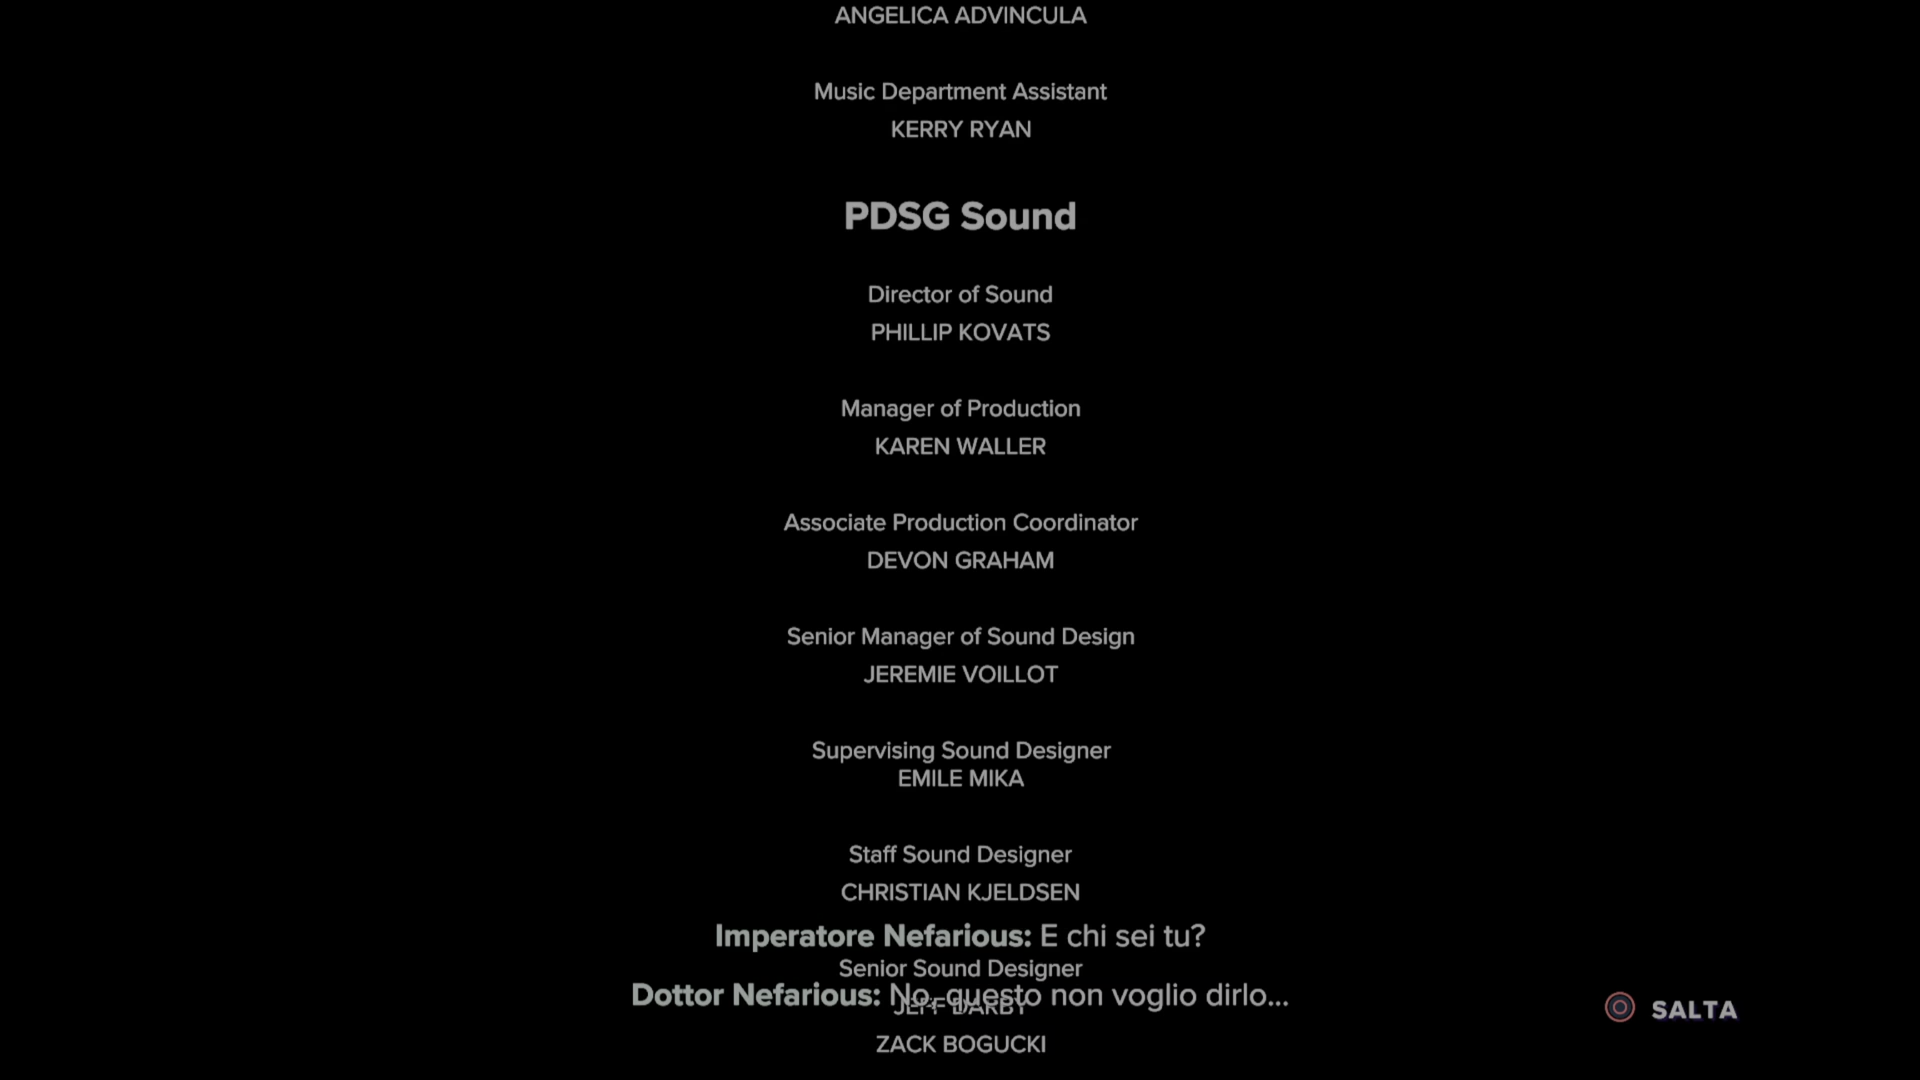 ANGELICA ADVINCULA
Music Department Assistant
KERRY RYAN
PDSG Sound
Director of Sound
PHILLIP KOVATS
Manager of Production
KAREN WALLER
Associate Production Coordinator
DEVON GRAHAM
Senior Manager of Sound Design
JEREMIE VOILLOT
Supervising Sound Designer
EMILE MIKA
Staff Sound Designer
CHRISTIAN KJELDSEN
Imperatore Nefarious: E chi sei tu?
Senior Sound Designer
Dottor Nefarious: No, questo non voglio dirlo...
JEFF DARBY
SALTA
ZACK BOGUCKI